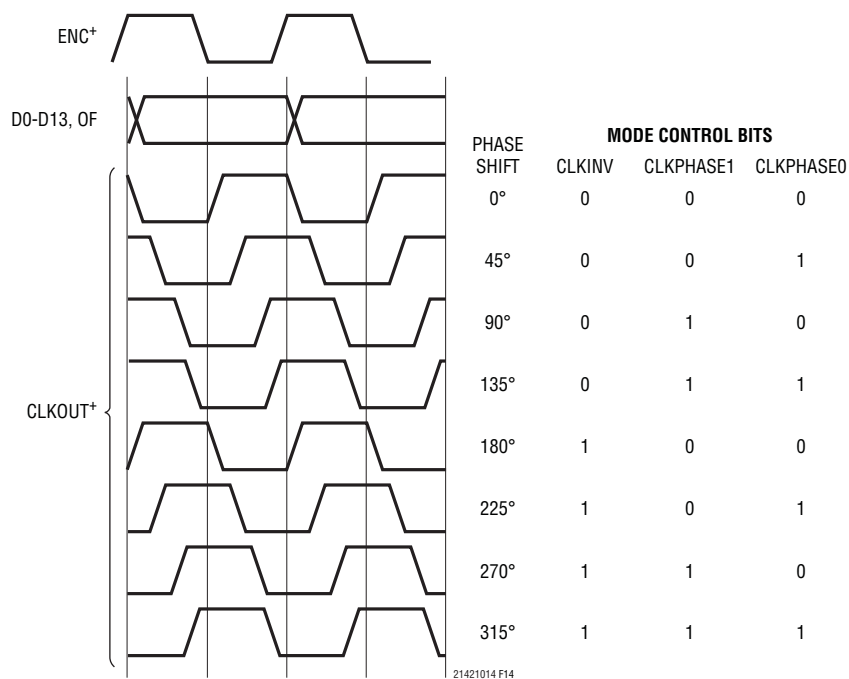 ENC+
D0-D13, OF
CLKOUT+
MODE CONTROL BITS
PHASE SHIFT CLKINV CLKPHASE1 CLKPHASE0
0° 0 0 0
45° 0 0 1
90° 0 1 0
135° 0 1 1
180° 1 0 0
225° 1 0 1
270° 1 1 0
315° 1 1 1
21421014 F14